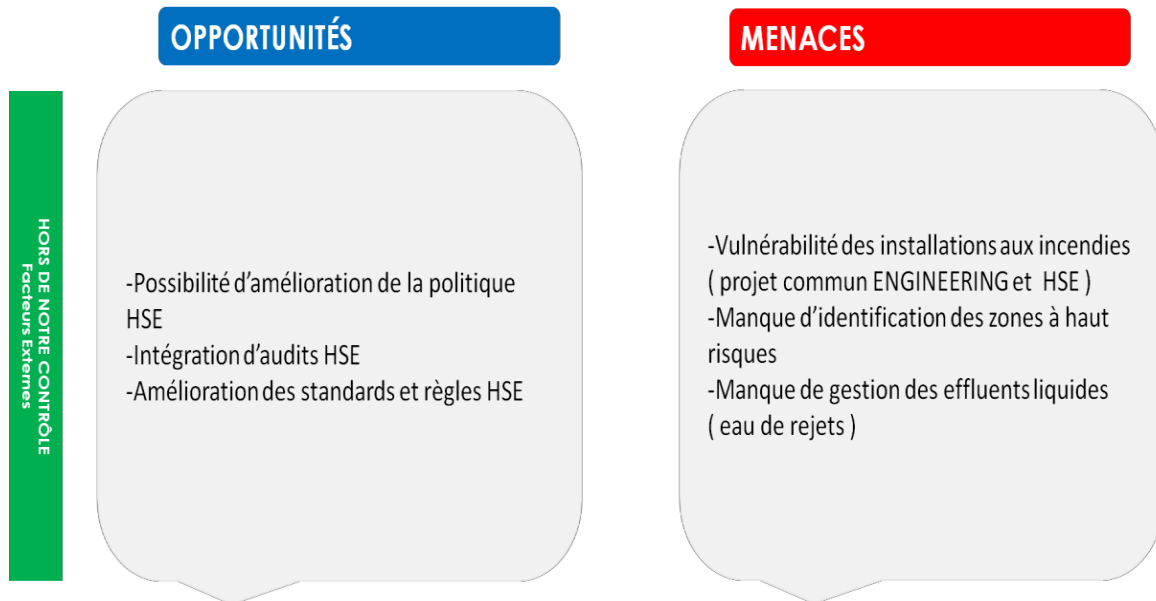 OPPORTUNITÉS
MENACES
HORS DE NOTRE CONTRÔLE
Facteurs Externes
-Possibilité d’amélioration de la politique
HSE
-Intégration d’audits HSE
-Amélioration des standards et règles HSE
-Vulnérabilité des installations aux incendies
( projet commun ENGINEERING et  HSE )
-Manque d’identification des zones à haut
risques
-Manque de gestion des effluents liquides
( eau de rejets )